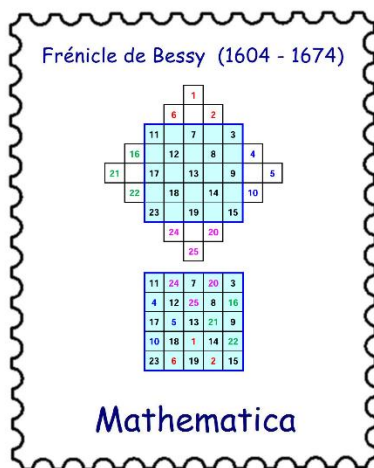 Frénicle de Bessy (1604 - 1674)
1
6 2
11 7 3
16 12 8 4
21 17 13 9 5
22 18 14 10
23 19 15
24 20
25
11 24 7 20 3
4 12 25 8 16
17 5 13 21 9
10 18 1 14 22
23 6 19 2 15
Mathematica